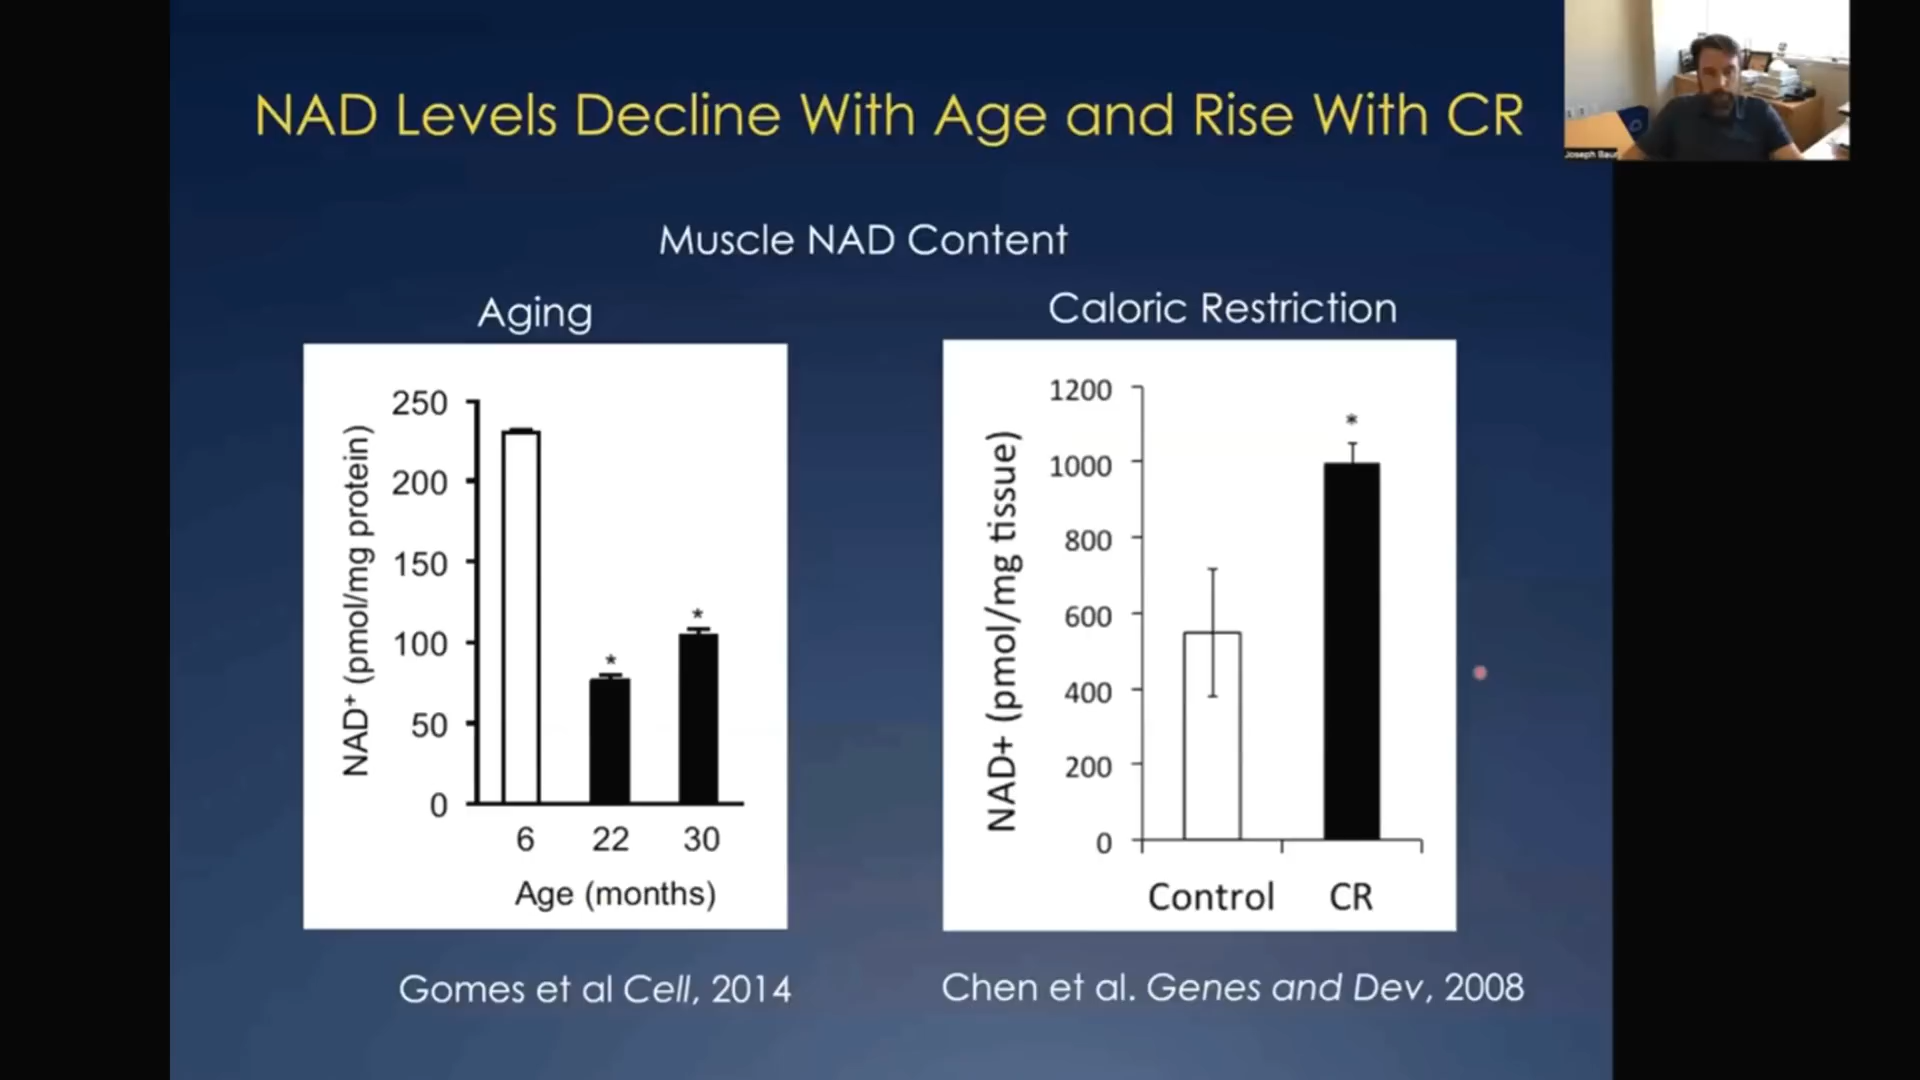 NAD Levels Decline With Age and Rise With CR
Joseph Baur
Muscle NAD Content
Aging
Caloric Restriction
NAD⁺ (pmol/mg protein)
250
200
150
100
50
0
*
*
6 22 30
Age (months)
NAD+ (pmol/mg tissue)
1200
1000
800
600
400
200
0
*
Control CR
Gomes et al Cell, 2014
Chen et al. Genes and Dev, 2008